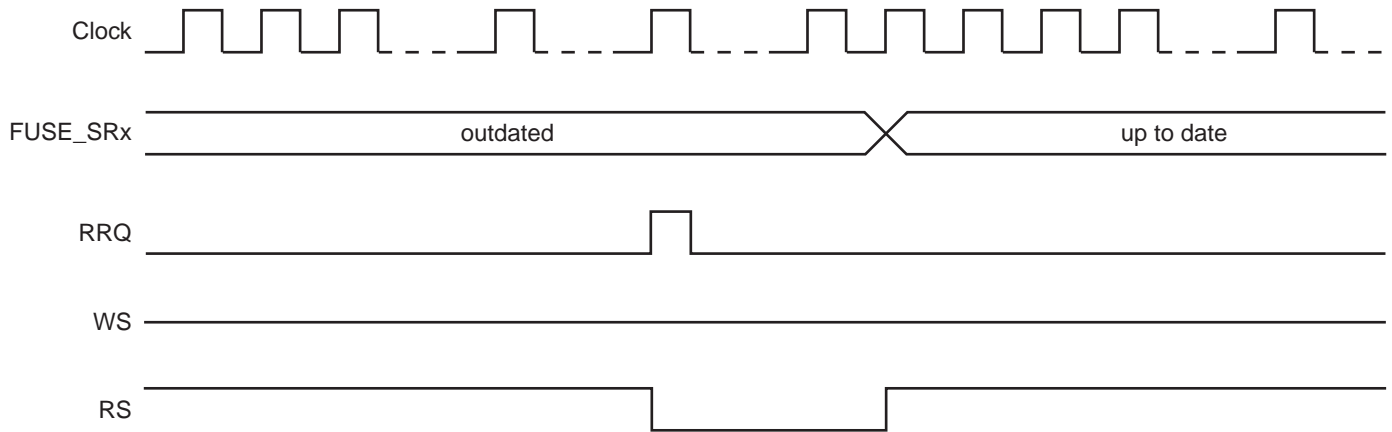 Clock
FUSE_SRx
outdated
up to date
RRQ
WS
RS